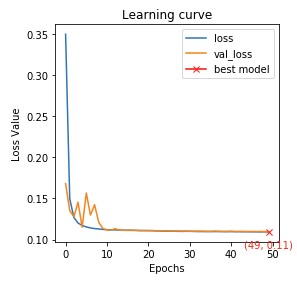 Learning curve
loss
val_loss
best model
Loss Value
0.35
0.30
0.25
0.20
0.15
0.10
0
10
20
30
40
50
(49, 0.11)
Epochs